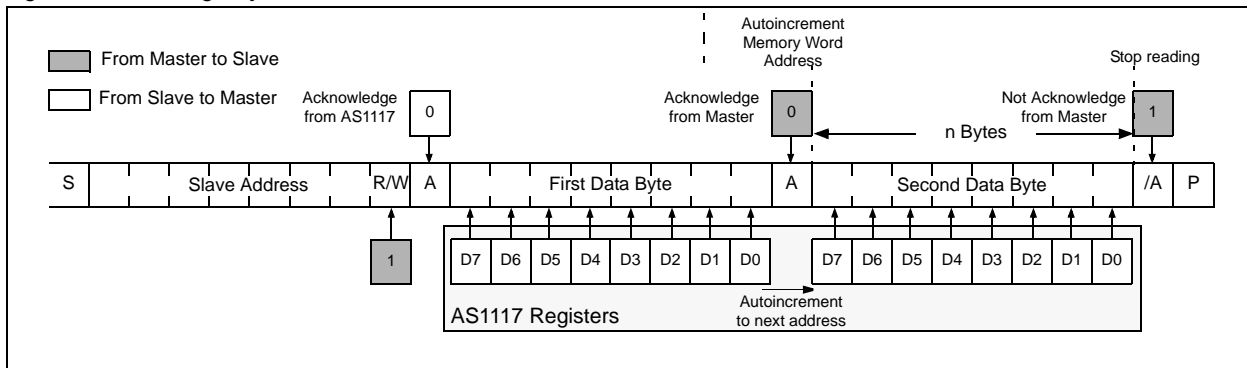 Autoincrement
Memory Word
Address
From Master to Slave
Stop reading
From Slave to Master
Acknowledge
from AS1117
0
Acknowledge
from Master
0
Not Acknowledge
from Master
1
n Bytes
S Slave Address R/W A First Data Byte A Second Data Byte /A P
1
D7 D6 D5 D4 D3 D2 D1 D0 D7 D6 D5 D4 D3 D2 D1 D0
AS1117 Registers
Autoincrement
to next address